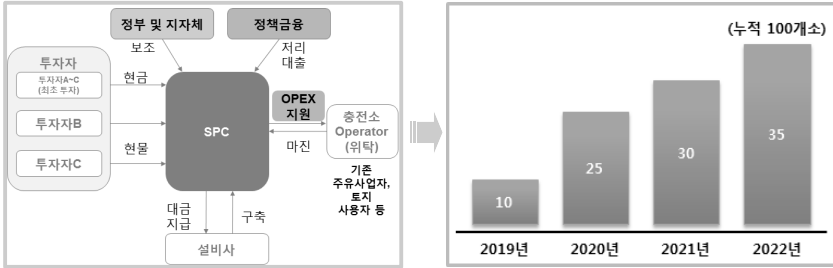 정부 및 지자체
정책금융
보조
저리
대출
투자자
투자자A~C
(최초 투자)
현금
투자자B
투자자C
현물
SPC
OPEX
지원
마진
충전소
Operator
(위탁)
기존
주유사업자,
토지
사용자 등
대금
지급
구축
설비사
(누적 100개소)
10
25
30
35
2019년
2020년
2021년
2022년